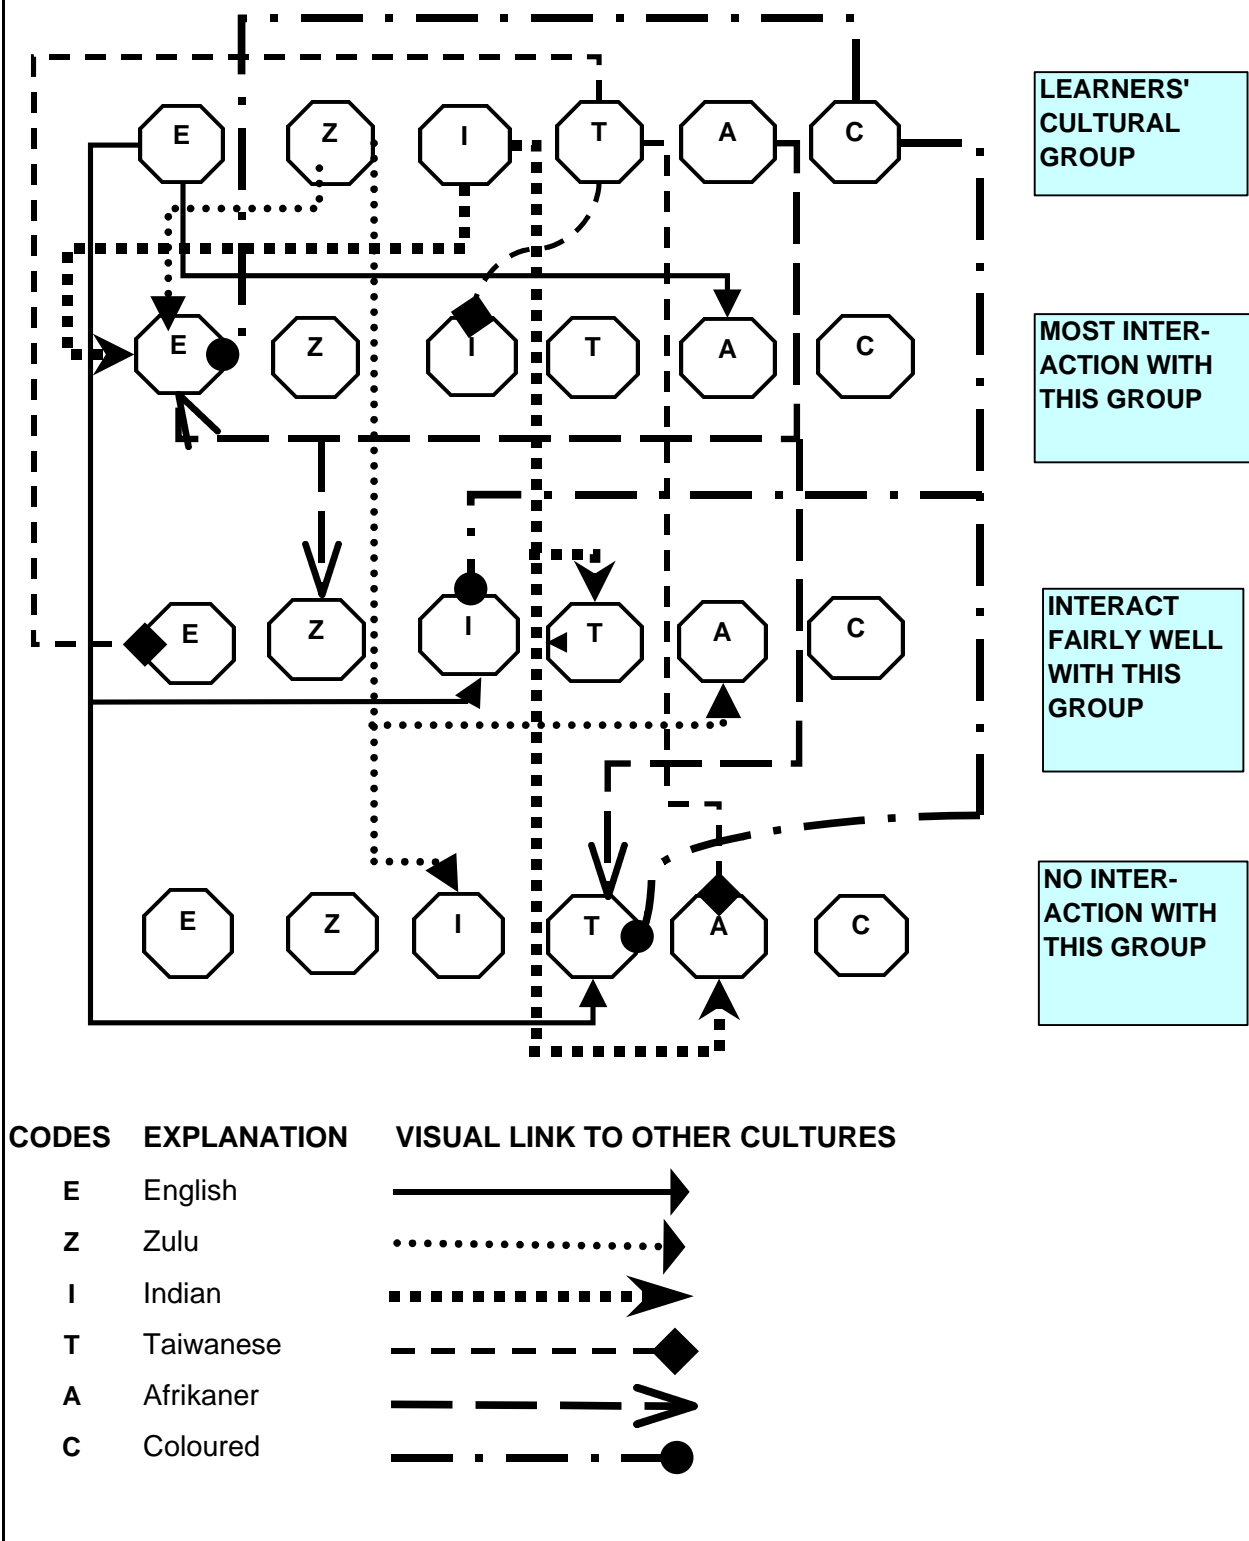 E Z I T A C
LEARNERS'
CULTURAL
GROUP
E Z I T A C
MOST INTER-
ACTION WITH
THIS GROUP
E Z I T A C
INTERACT
FAIRLY WELL
WITH THIS
GROUP
E Z I T A C
NO INTER-
ACTION WITH
THIS GROUP
CODES EXPLANATION VISUAL LINK TO OTHER CULTURES
E English
Z Zulu
I Indian
T Taiwanese
A Afrikaner
C Coloured